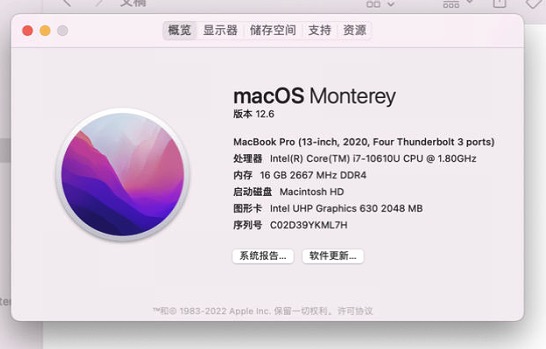 文稿
概览 显示器 储存空间 支持 资源
macOS Monterey
版本 12.6
MacBook Pro (13-inch, 2020, Four Thunderbolt 3 ports)
处理器 Intel(R) Core(TM) i7-10610U CPU @ 1.80GHz
内存 16 GB 2667 MHz DDR4
启动磁盘 Macintosh HD
图形卡 Intel UHP Graphics 630 2048 MB
序列号 C02D39YKML7H
系统报告... 软件更新...
™和© 1983-2022 Apple Inc. 保留一切权利。许可协议